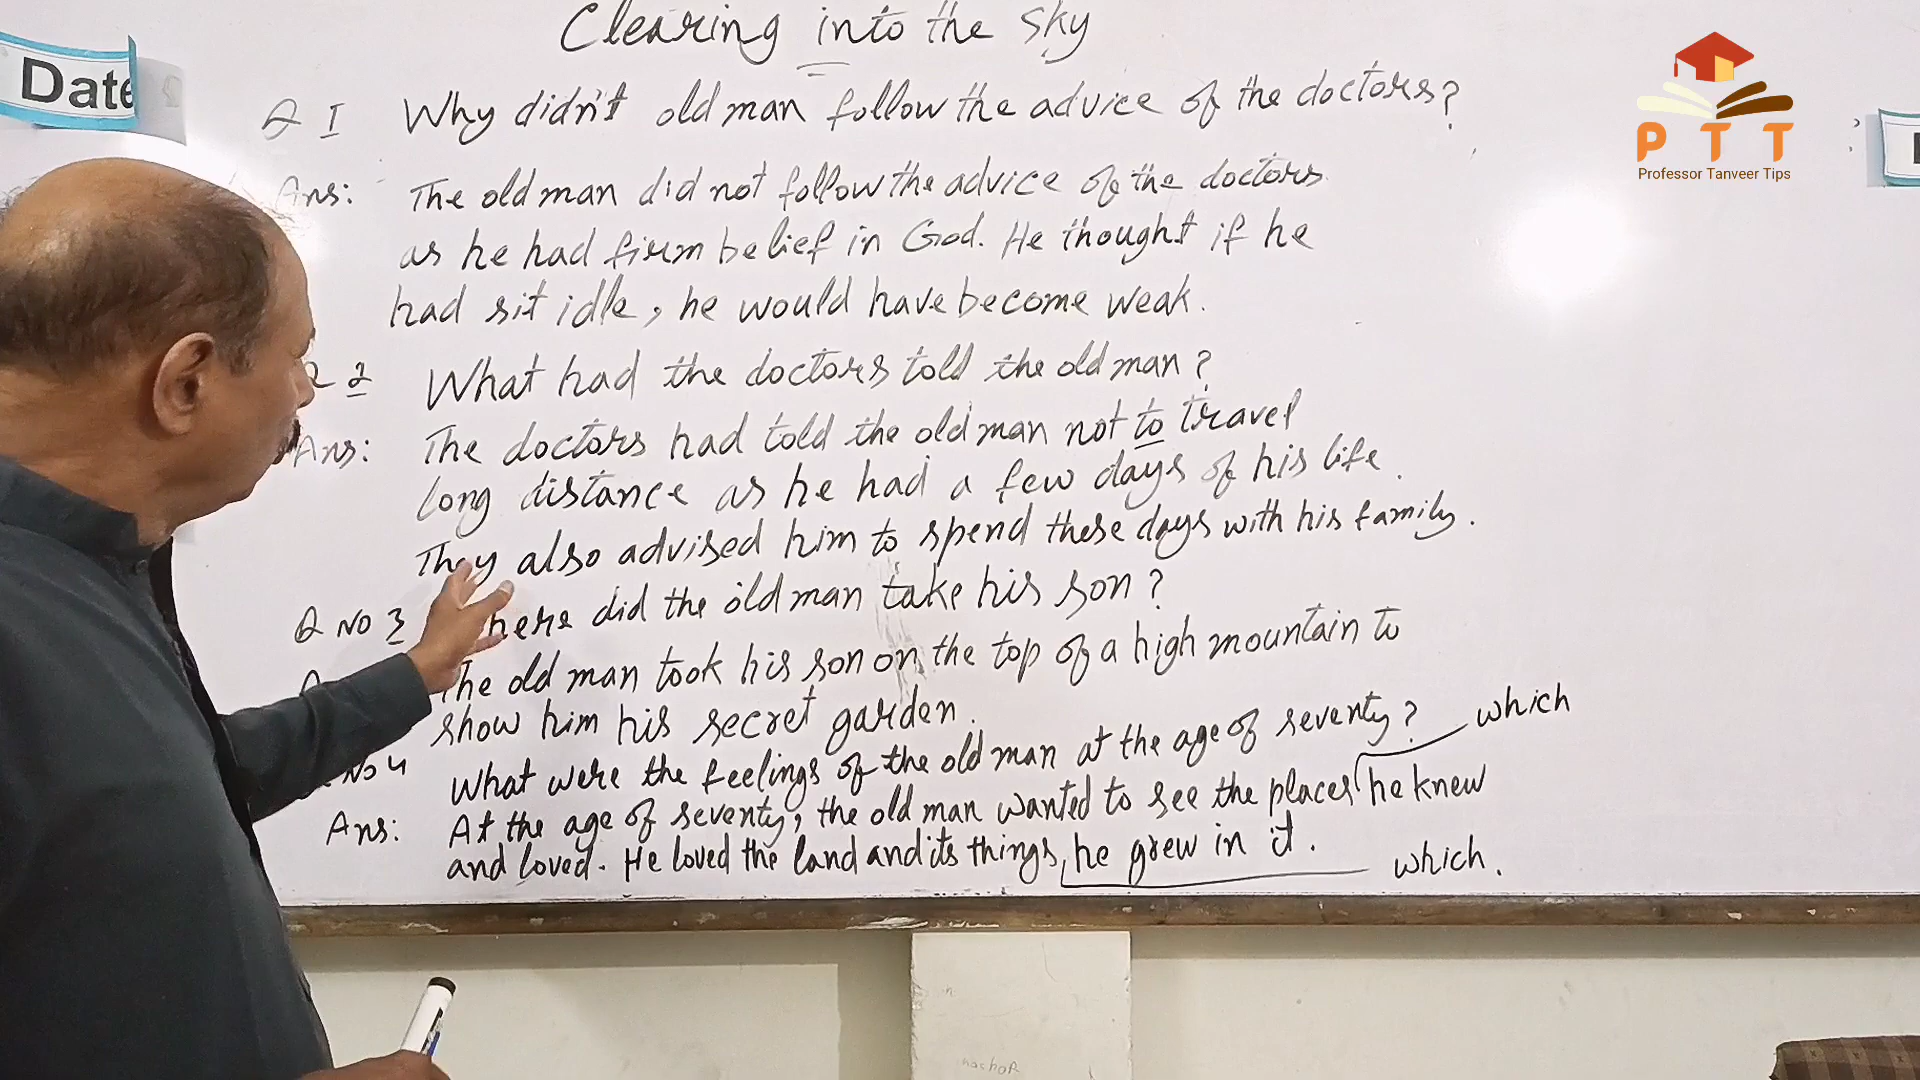 Clearing into the sky
Date
Q I Why didn't old man follow the advice of the doctors?
Ans: The old man did not follow the advice of the doctors
as he had firm belief in God. He thought if he
had sit idle, he would have become weak.
2 What had the doctors told the old man?
Ans: The doctors had told the old man not to travel
long distance as he had a few days of his life.
They also advised him to spend these days with his family.
Q NO 3 here did the old man take his son?
The old man took his son on the top of a high mountain to
show him his secret garden.
No 4 What were the feelings of the old man at the age of seventy? which
Ans: At the age of seventy, the old man wanted to see the places he knew
and loved. He loved the land and its things, he grew in it. which.
PTT
Professor Tanveer Tips